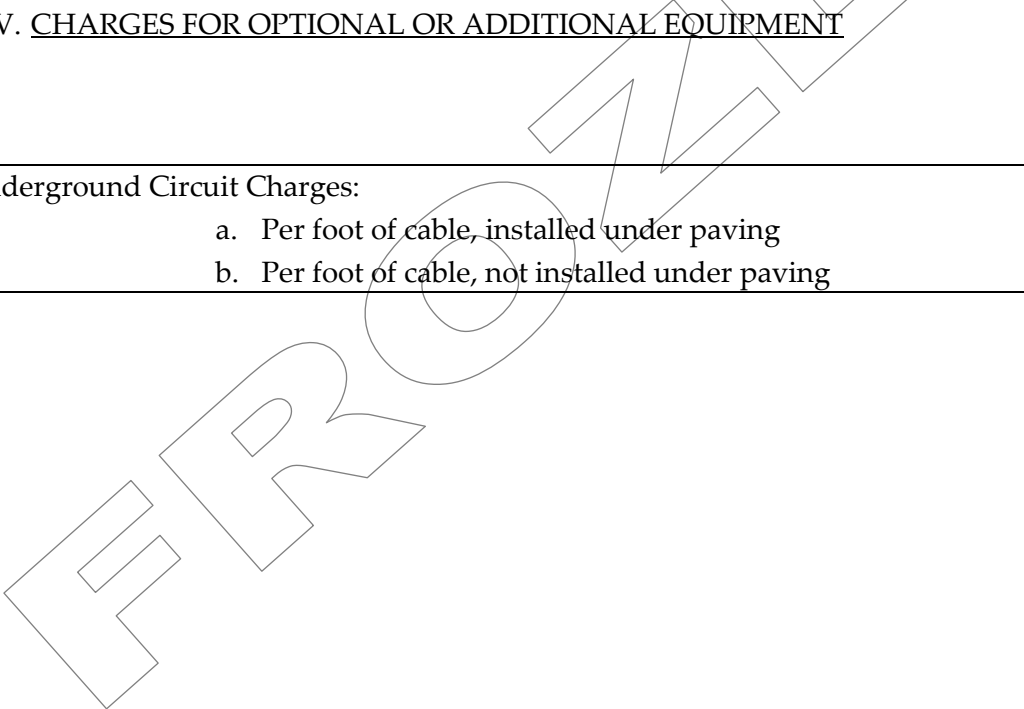 V. CHARGES FOR OPTIONAL OR ADDITIONAL EQUIPMENT
derground Circuit Charges:
a. Per foot of cable, installed under paving
b. Per foot of cable, not installed under paving
FROZ